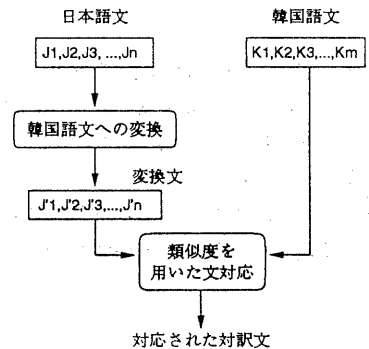 日本語文
韓国語文
J1,J2,J3, ...,Jn
K1,K2,K3,...,Km
韓国語文への変換
変換文
J'1,J'2,J'3,...,J'n
類似度を
用いた文対応
対応された対訳文